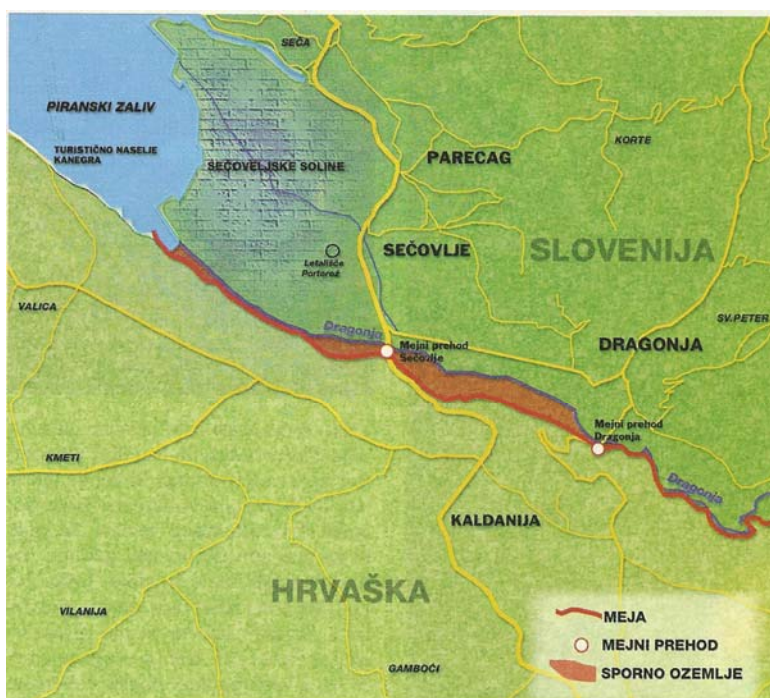 SEČA
PIRANSKI ZALIV
KORTE
TURISTIČNO NASELJE
KANEGRA
PARECAG
SEČOVELJSKE SOLINE
SLOVENIJA
SEČOVLJE
Letališče
Portorož
VALICA
SV. PETER
Dragonja
DRAGONJA
Mejni prehod
Sečovlje
Mejni prehod
Dragonja
KMETI
Dragonja
KALDANIJA
HRVAŠKA
VILANIJA
GAMBOĆI
MEJA
MEJNI PREHOD
SPORNO OZEMLJE